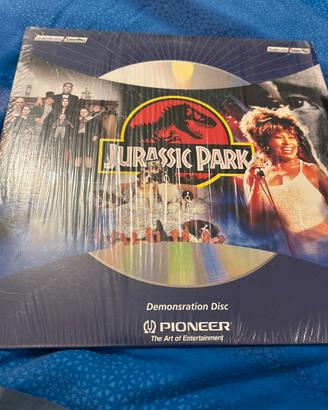 JURASSIC PARK
Demonsration Disc
PIONEER
The Art of Entertainment